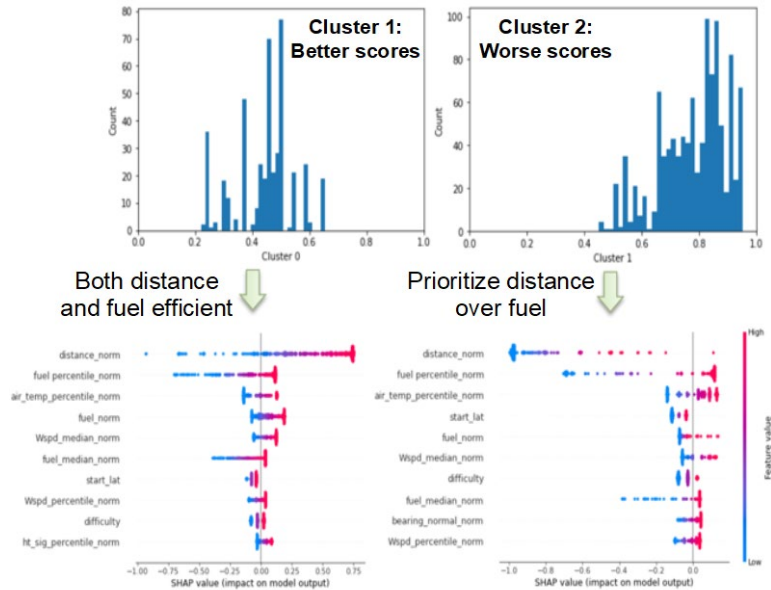 Cluster 1:
Better scores
80
70
60
50
40
30
20
10
0
Count
0.0 0.2 0.4 0.6 0.8 1.0
Cluster 0
Cluster 2:
Worse scores
100
80
60
40
20
0
Count
0.0 0.2 0.4 0.6 0.8 1.0
Cluster 1
Both distance
and fuel efficient
Prioritize distance
over fuel
distance_norm
fuel percentile_norm
air_temp_percentile_norm
fuel_norm
Wspd_median_norm
fuel_median_norm
start_lat
Wspd_percentile_norm
difficulty
ht_sig_percentile_norm
−1.00 −0.75 −0.50 −0.25 0.00 0.25 0.50 0.75
SHAP value (impact on model output)
distance_norm
fuel percentile_norm
air_temp_percentile_norm
start_lat
fuel_norm
Wspd_median_norm
difficulty
fuel_median_norm
bearing_normal_norm
Wspd_percentile_norm
−1.0 −0.8 −0.6 −0.4 −0.2 0.0
SHAP value (impact on model output)
High
Feature value
Low